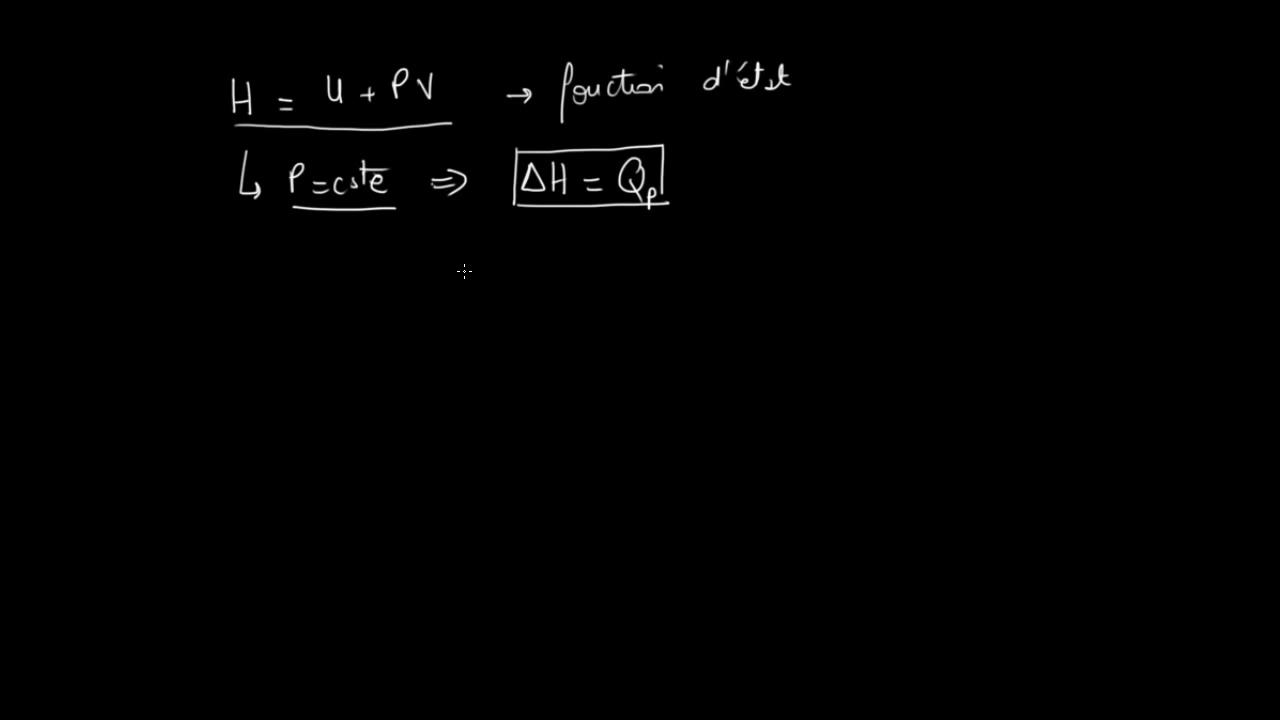 H = U + PV → fonction d'état
↳ P = cste ⇒ ΔH = Qp